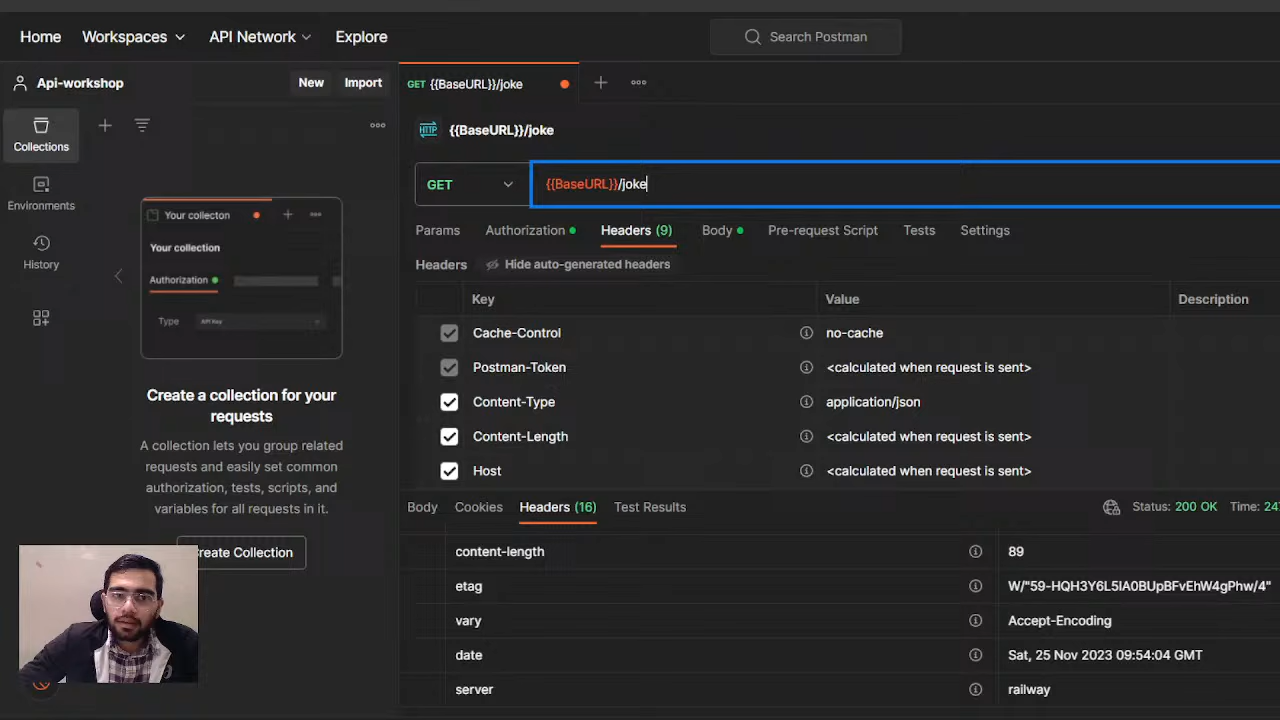 Home Workspaces API Network Explore Search Postman
Api-workshop New Import
GET {{BaseURL}}/joke
Collections
Environments
History
Your collecton
Your collection
Authorization
Type API Key
Create a collection for your
requests
A collection lets you group related
requests and easily set common
authorization, tests, scripts, and
variables for all requests in it.
Create Collection
HTTP {{BaseURL}}/joke
GET {{BaseURL}}/joke
Params Authorization Headers (9) Body Pre-request Script Tests Settings
Headers Hide auto-generated headers
Key Value Description
Cache-Control no-cache
Postman-Token <calculated when request is sent>
Content-Type application/json
Content-Length <calculated when request is sent>
Host <calculated when request is sent>
Body Cookies Headers (16) Test Results Status: 200 OK Time: 24
content-length 89
etag W/"59-HQH3Y6L5IA0BUpBFvEhW4gPhw/4"
vary Accept-Encoding
date Sat, 25 Nov 2023 09:54:04 GMT
server railway